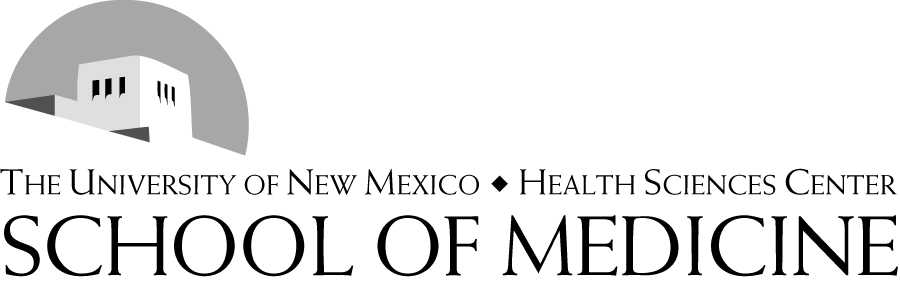 THE UNIVERSITY OF NEW MEXICO ◆ HEALTH SCIENCES CENTER
SCHOOL OF MEDICINE